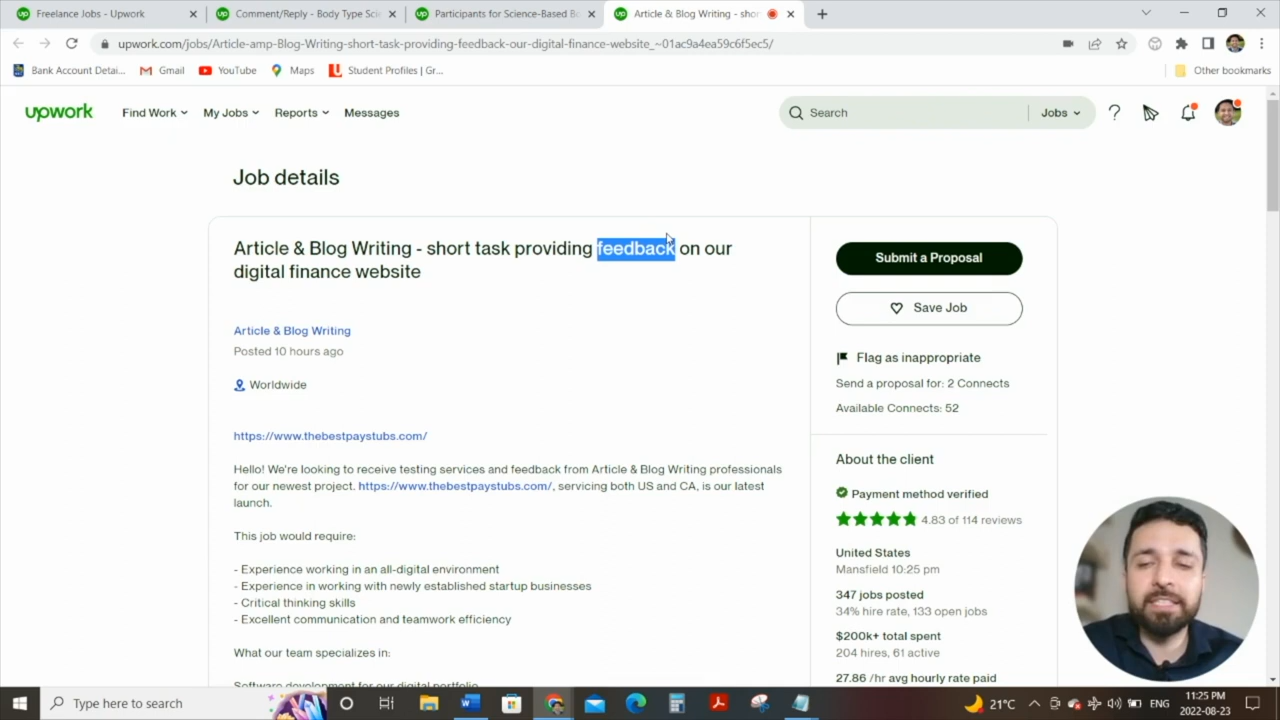 Freelance Jobs - Upwork
Comment/Reply - Body Type Sci
Participants for Science-Based B
Article & Blog Writing - shor
upwork.com/jobs/Article-amp-Blog-Writing-short-task-providing-feedback-our-digital-finance-website_~01ac9a4ea59c6f5ec5/
Bank Account Detai...
Gmail
YouTube
Maps
Student Profiles | Gr...
Other bookmarks
upwork
Find Work
My Jobs
Reports
Messages
Search
Jobs
Job details
Article & Blog Writing - short task providing feedback on our
digital finance website
Article & Blog Writing
Posted 10 hours ago
Worldwide
https://www.thebestpaystubs.com/
Hello! We're looking to receive testing services and feedback from Article & Blog Writing professionals
for our newest project. https://www.thebestpaystubs.com/, servicing both US and CA, is our latest
launch.
This job would require:
- Experience working in an all-digital environment
- Experience in working with newly established startup businesses
- Critical thinking skills
- Excellent communication and teamwork efficiency
What our team specializes in:
Software development for our digital portfolio
Submit a Proposal
Save Job
Flag as inappropriate
Send a proposal for: 2 Connects
Available Connects: 52
About the client
Payment method verified
4.83 of 114 reviews
United States
Mansfield 10:25 pm
347 jobs posted
34% hire rate, 133 open jobs
$200k+ total spent
204 hires, 61 active
27.86 /hr avg hourly rate paid
Type here to search
21°C
ENG
11:25 PM
2022-08-23